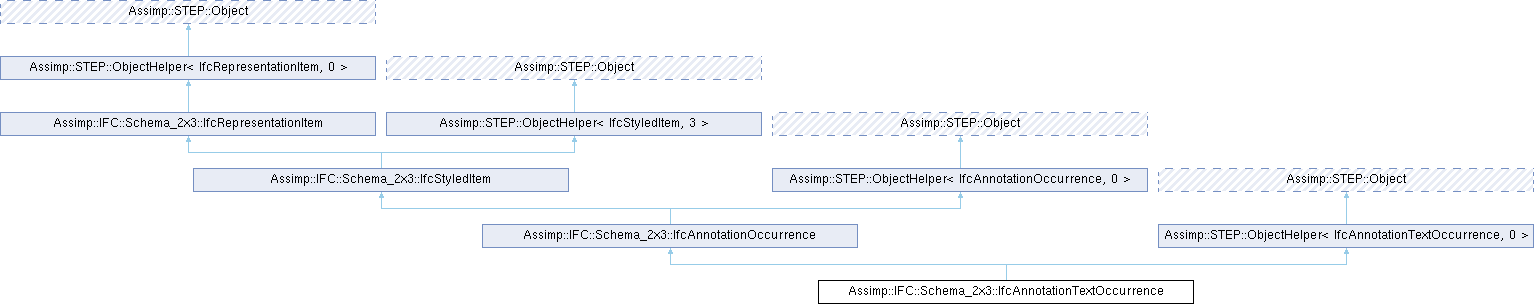 Assimp::STEP::Object
Assimp::STEP::ObjectHelper< IfcRepresentationItem, 0 >
Assimp::STEP::Object
Assimp::IFC::Schema_2x3::IfcRepresentationItem
Assimp::STEP::ObjectHelper< IfcStyledItem, 3 >
Assimp::STEP::Object
Assimp::IFC::Schema_2x3::IfcStyledItem
Assimp::STEP::ObjectHelper< IfcAnnotationOccurrence, 0 >
Assimp::STEP::Object
Assimp::IFC::Schema_2x3::IfcAnnotationOccurrence
Assimp::STEP::ObjectHelper< IfcAnnotationTextOccurrence, 0 >
Assimp::IFC::Schema_2x3::IfcAnnotationTextOccurrence